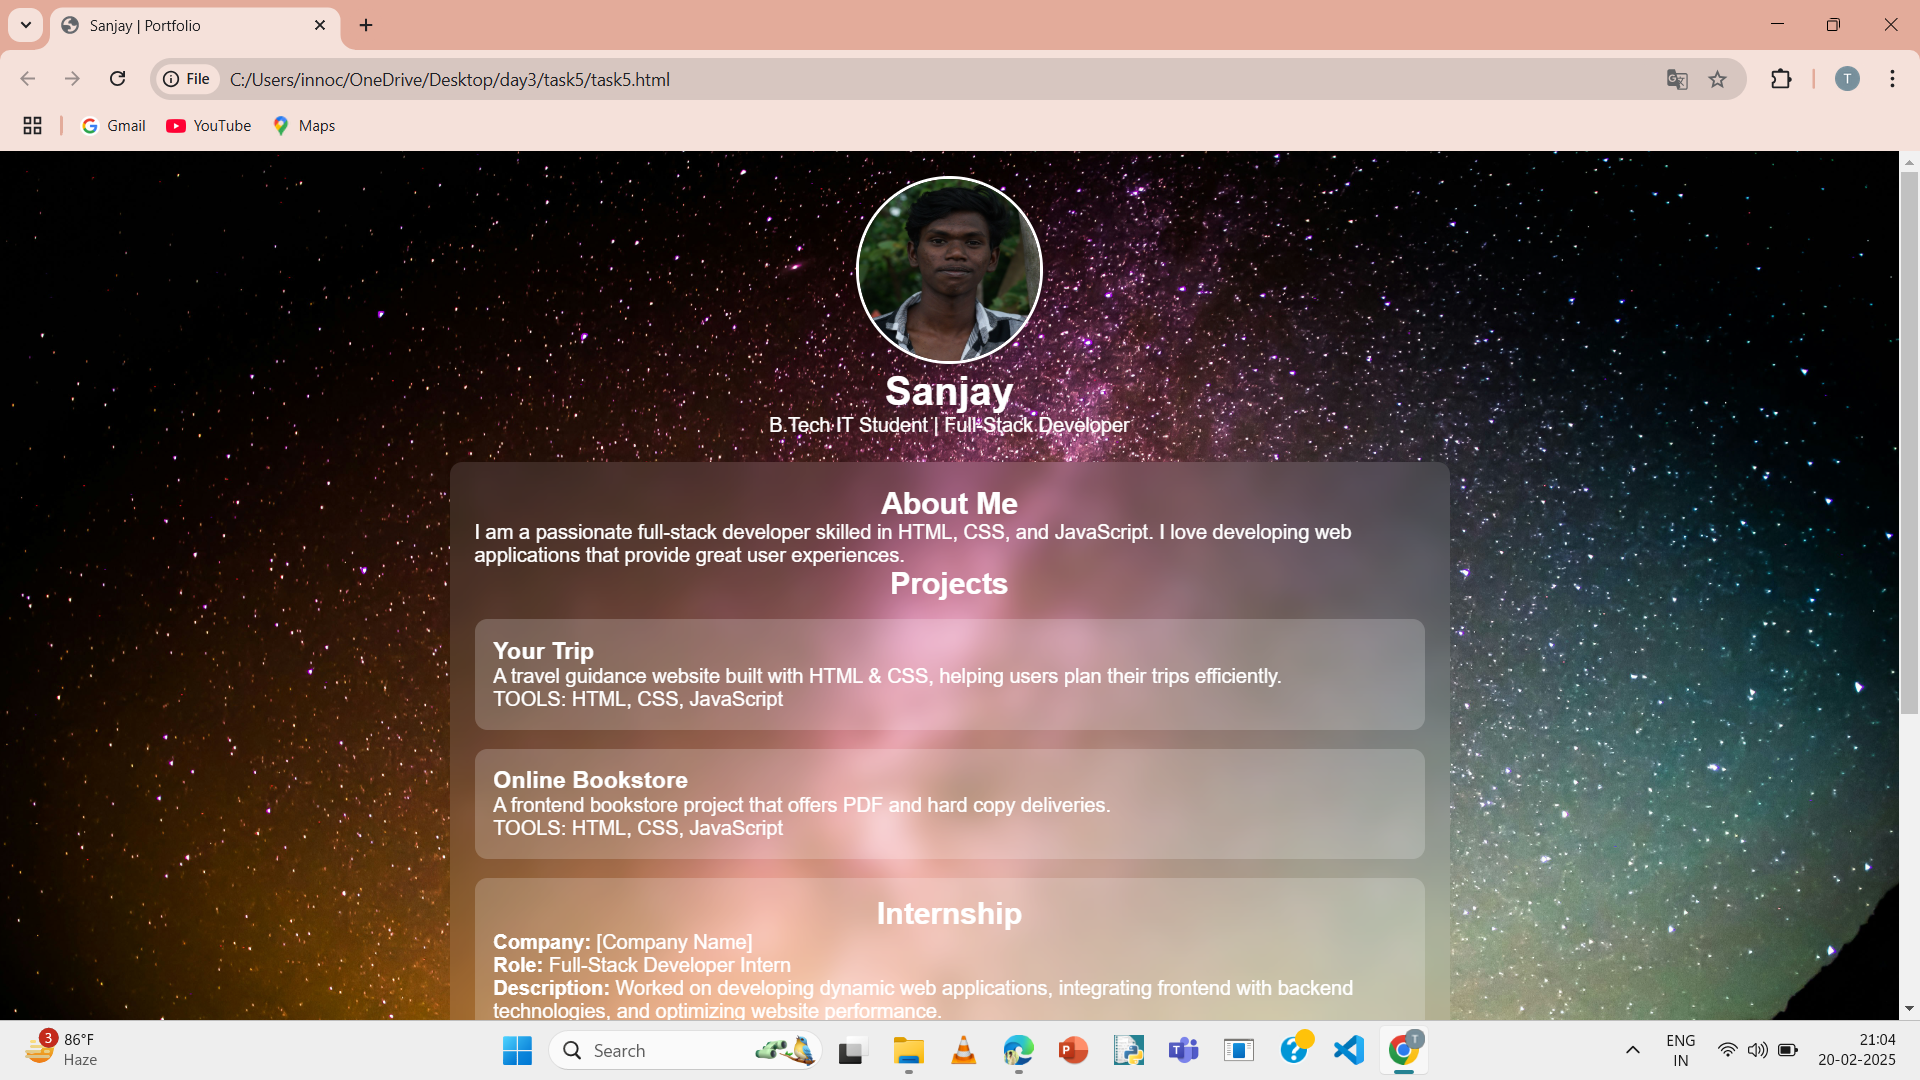 Sanjay | Portfolio
File
C:/Users/innoc/OneDrive/Desktop/day3/task5/task5.html
T
Gmail
YouTube
Maps
Sanjay
B.Tech IT Student | Full-Stack Developer
About Me
I am a passionate full-stack developer skilled in HTML, CSS, and JavaScript. I love developing web
applications that provide great user experiences.
Projects
Your Trip
A travel guidance website built with HTML & CSS, helping users plan their trips efficiently.
TOOLS: HTML, CSS, JavaScript
Online Bookstore
A frontend bookstore project that offers PDF and hard copy deliveries.
TOOLS: HTML, CSS, JavaScript
Internship
Company: [Company Name]
Role: Full-Stack Developer Intern
Description: Worked on developing dynamic web applications, integrating frontend with backend
technologies, and optimizing website performance.
3
86°F
Haze
Search
T
ENG
IN
21:04
20-02-2025